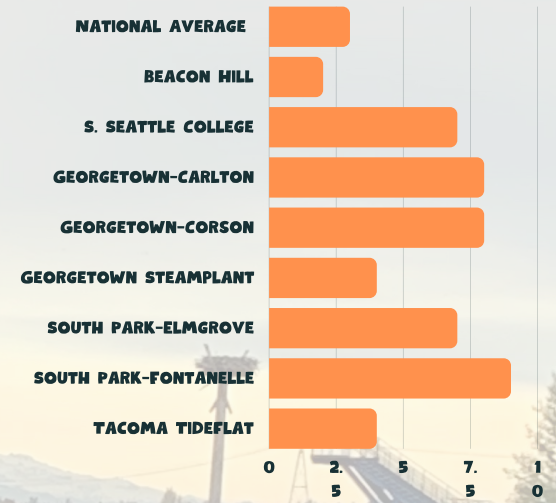 NATIONAL AVERAGE
BEACON HILL
S. SEATTLE COLLEGE
GEORGETOWN-CARLTON
GEORGETOWN-CORSON
GEORGETOWN STEAMPLANT
SOUTH PARK-ELMGROVE
SOUTH PARK-FONTANELLE
TACOMA TIDEFLAT
0 2. 5 7. 1
5 5 0